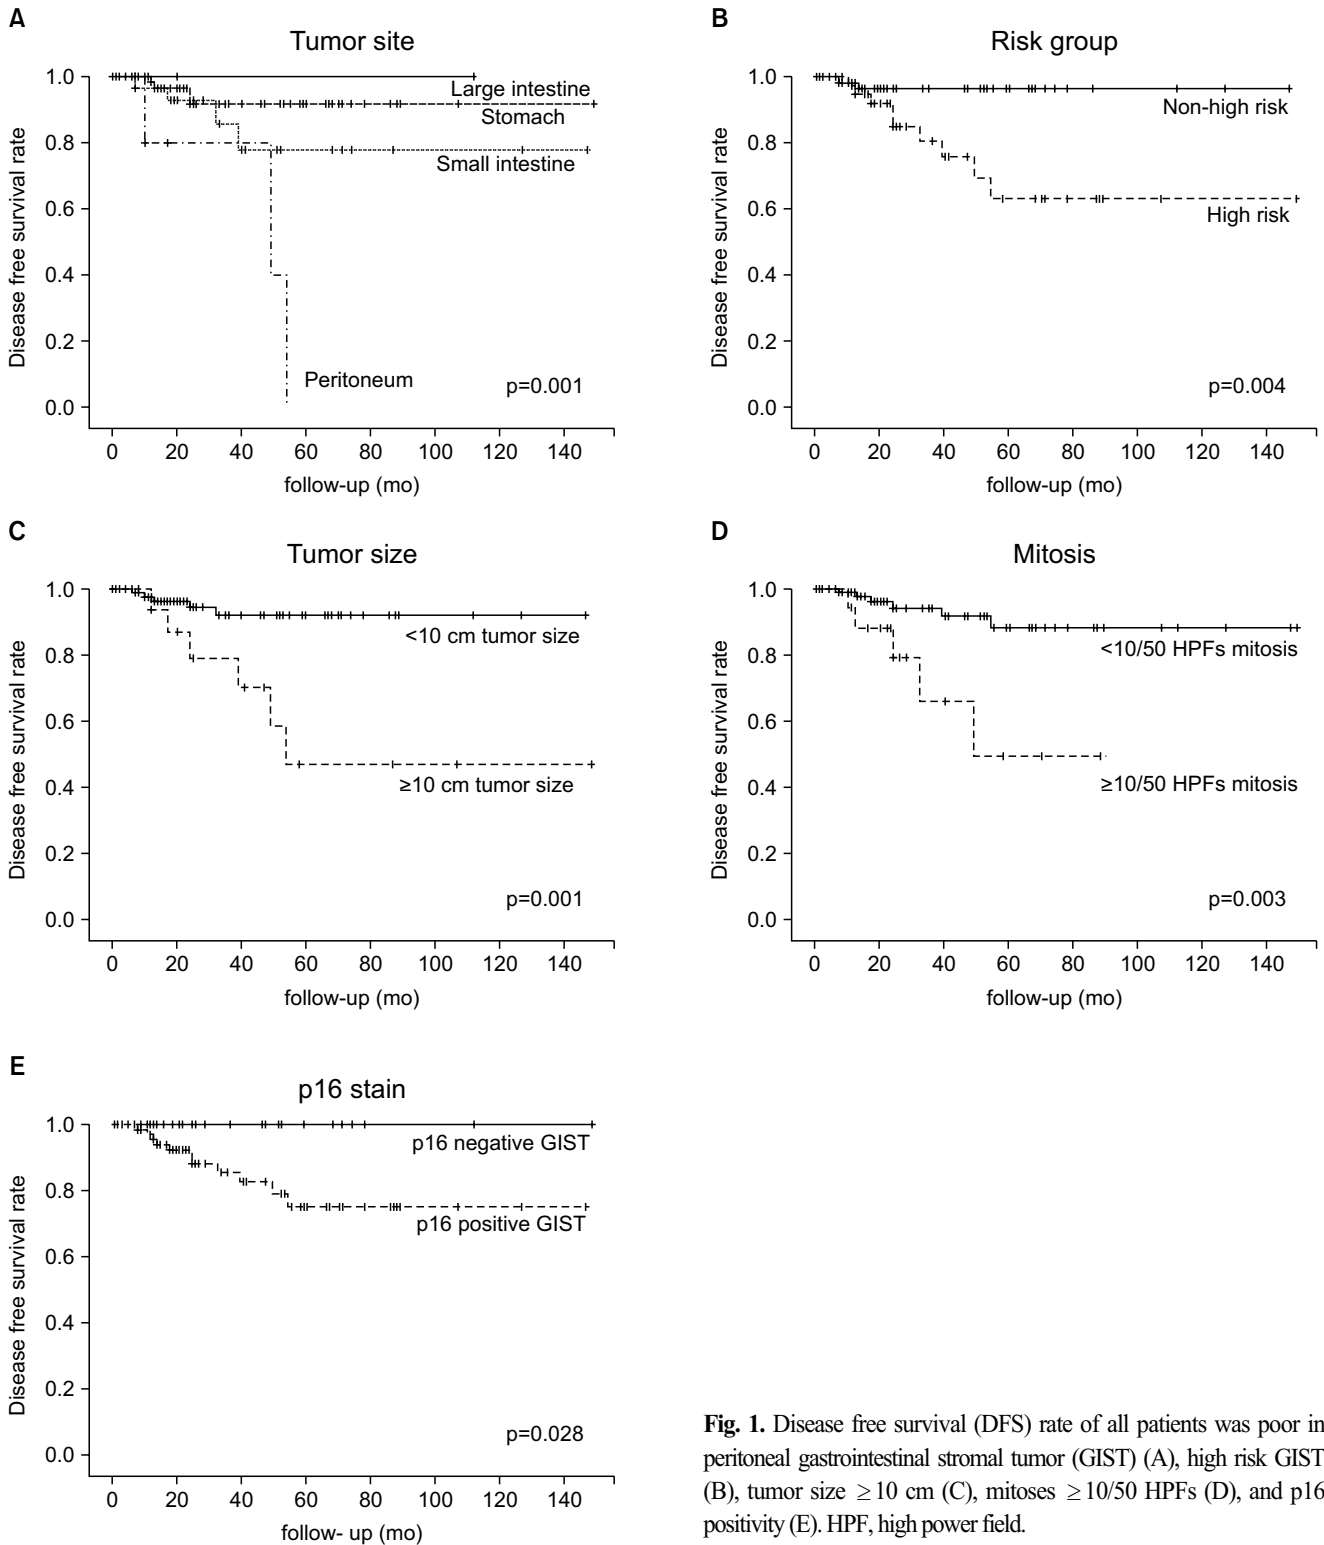 A
Tumor site
Disease free survival rate
1.0
0.8
0.6
0.4
0.2
0.0
Large intestine
Stomach
Small intestine
Peritoneum
p=0.001
0 20 40 60 80 100 120 140
follow-up (mo)
B
Risk group
Disease free survival rate
1.0
0.8
0.6
0.4
0.2
0.0
Non-high risk
High risk
p=0.004
0 20 40 60 80 100 120 140
follow-up (mo)
C
Tumor size
Disease free survival rate
1.0
0.8
0.6
0.4
0.2
0.0
<10 cm tumor size
≥10 cm tumor size
p=0.001
0 20 40 60 80 100 120 140
follow-up (mo)
D
Mitosis
Disease free survival rate
1.0
0.8
0.6
0.4
0.2
0.0
<10/50 HPFs mitosis
≥10/50 HPFs mitosis
p=0.003
0 20 40 60 80 100 120 140
follow-up (mo)
E
p16 stain
Disease free survival rate
1.0
0.8
0.6
0.4
0.2
0.0
p16 negative GIST
p16 positive GIST
p=0.028
0 20 40 60 80 100 120 140
follow- up (mo)
Fig. 1. Disease free survival (DFS) rate of all patients was poor in
peritoneal gastrointestinal stromal tumor (GIST) (A), high risk GIST
(B), tumor size ≥10 cm (C), mitoses ≥10/50 HPFs (D), and p16
positivity (E). HPF, high power field.